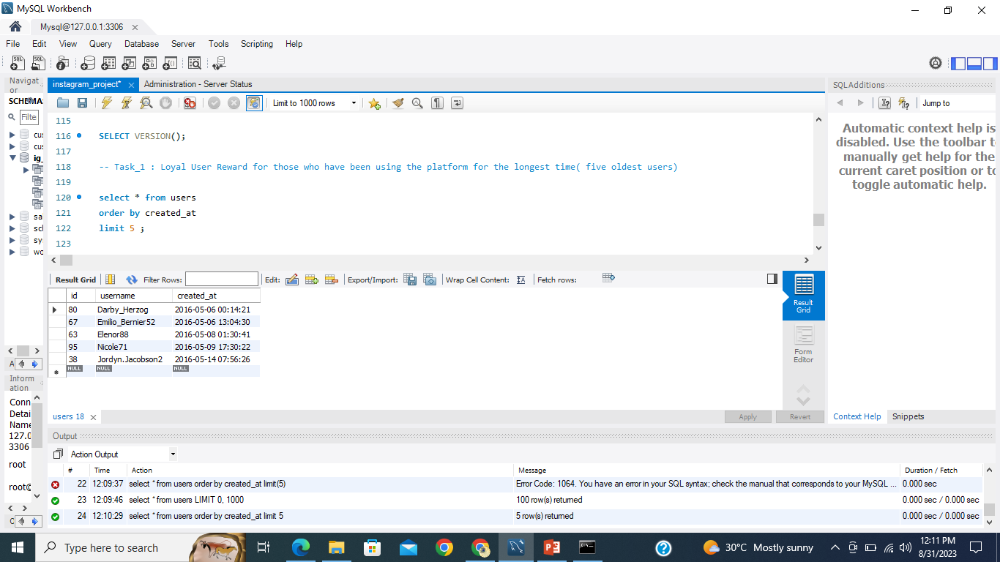 MySQL Workbench
Mysql@127.0.0.1:3306
File Edit View Query Database Server Tools Scripting Help
Navigat
or
SCHEMA
Filte
cus
cus
ig_
sa
sch
sy
wo
A
Inform
ation
Conn
Detai
Name
127.0
3306
root
root@
instagram_project*
Administration - Server Status
Limit to 1000 rows
115
116 SELECT VERSION();
117
118 -- Task_1 : Loyal User Reward for those who have been using the platform for the longest time( five oldest users)
119
120 select * from users
121 order by created_at
122 limit 5 ;
123
Result Grid Filter Rows: Edit: Export/Import: Wrap Cell Content: Fetch rows:
id username created_at
80 Darby_Herzog 2016-05-06 00:14:21
67 Emilio_Bernier52 2016-05-06 13:04:30
63 Elenor88 2016-05-08 01:30:41
95 Nicole71 2016-05-09 17:30:22
38 Jordyn.Jacobson2 2016-05-14 07:56:26
NULL NULL NULL
Result
Grid
Form
Editor
users 18
Apply Revert
SQLAdditions
Jump to
Automatic context help is
disabled. Use the toolbar t
manually get help for the
current caret position or to
toggle automatic help.
Context Help Snippets
Output
Action Output
# Time Action Message Duration / Fetch
22 12:09:37 select * from users order by created_at limit(5) Error Code: 1064. You have an error in your SQL syntax; check the manual that corresponds to your MySQL ... 0.000 sec
23 12:09:46 select * from users LIMIT 0, 1000 100 row(s) returned 0.000 sec / 0.000 sec
24 12:10:29 select * from users order by created_at limit 5 5 row(s) returned 0.000 sec / 0.000 sec
Type here to search
30°C Mostly sunny
12:11 PM
8/31/2023